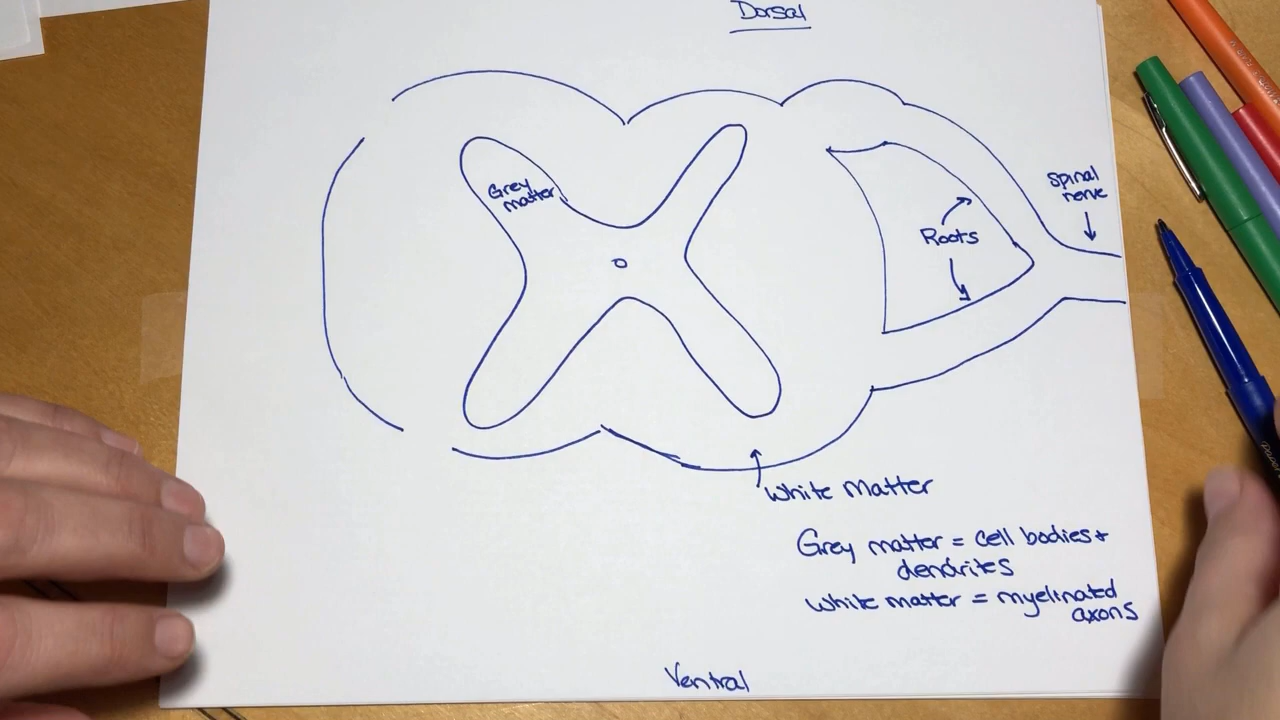 Dorsal
Grey
matter
Spinal
nerve
Roots
White Matter
Grey matter = cell bodies +
dendrites
White matter = myelinated
axons
Ventral